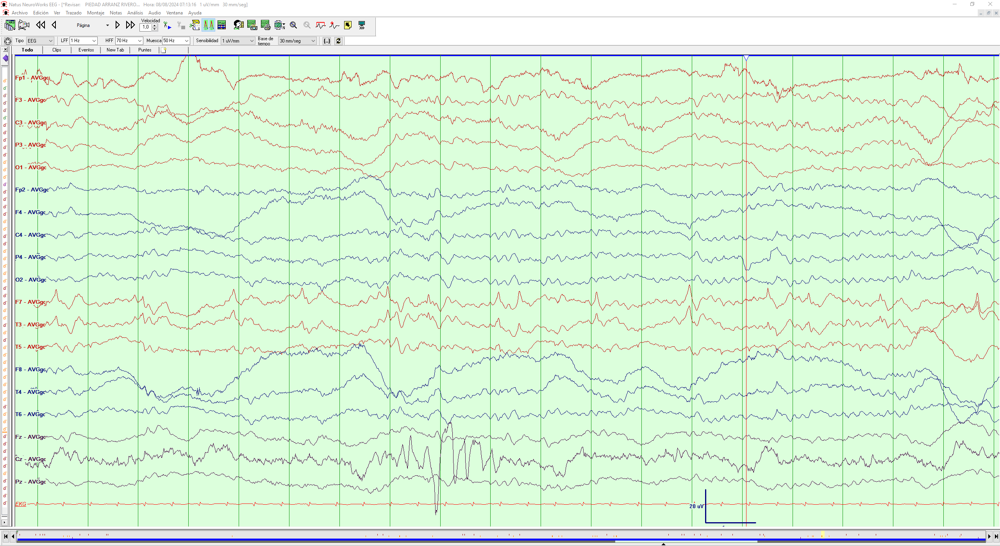 Natus NeuroWorks EEG - [*Revisar: PIEDAD ARRANZ RIVERO... Hora: 08/08/2024 07:13:16 1 uV/mm 30 mm/seg]
Archivo Edición Ver Trazado Montaje Notas Análisis Audio Ventana Ayuda
Página
Velocidad
1,0
N
Tipo EEG LFF 1 Hz HFF 70 Hz Muesca 50 Hz Sensibilidad 1 uV/mm Base de tiempo 30 mm/seg {..}
Todo Clips Eventos New Tab Puntes
Fp1 - AVGgc
F3 - AVGgc
C3 - AVGgc
P3 - AVGgc
O1 - AVGgc
Fp2 - AVGgc
F4 - AVGgc
C4 - AVGgc
P4 - AVGgc
O2 - AVGgc
F7 - AVGgc
T3 - AVGgc
T5 - AVGgc
F8 - AVGgc
T4 - AVGgc
T6 - AVGgc
Fz - AVGgc
Cz - AVGgc
Pz - AVGgc
EKG
20 uV